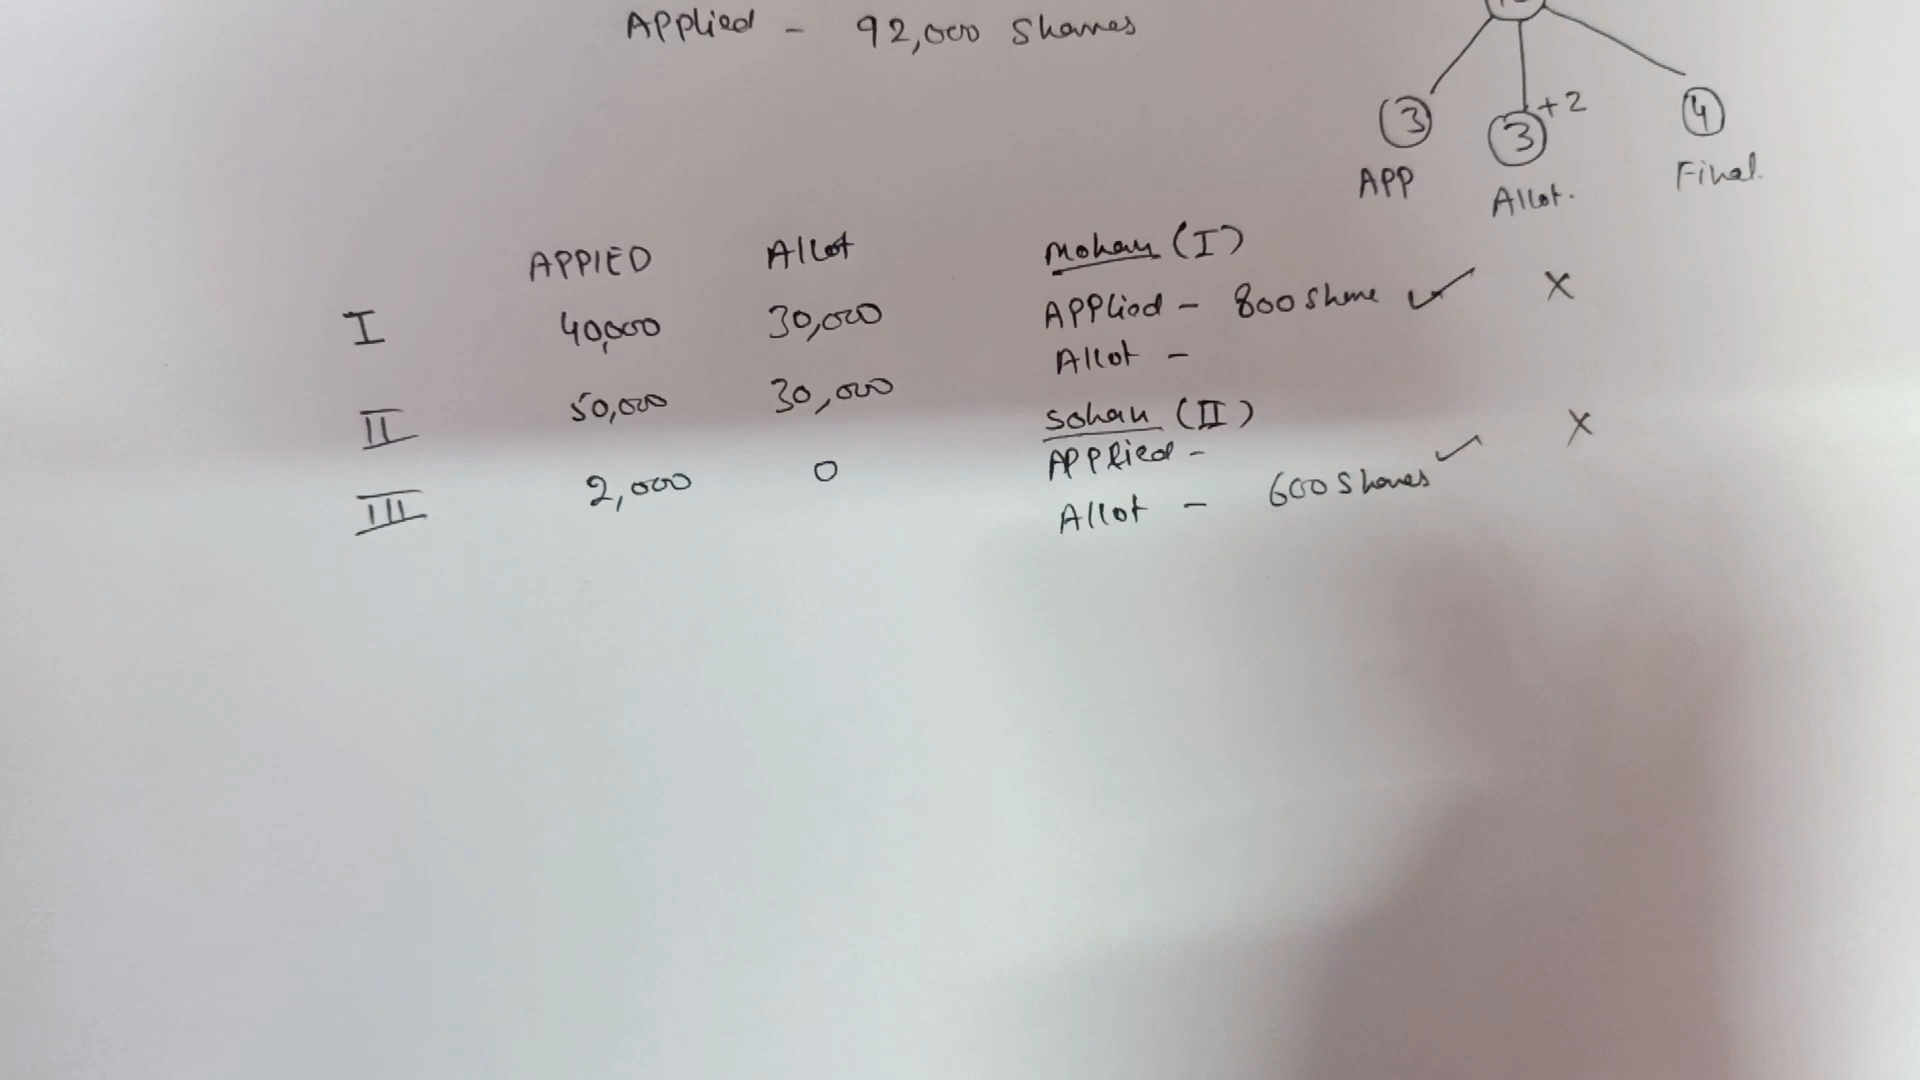 Applied - 92,000 Shares
3 3 +2 4
APP Allot. Final.
APPlED Allot
I 40,000 30,000
II 50,000 30,000
III 2,000 0
Mohan (I)
APPlied - 800 Share ✓ X
Allot -
Sohan (II)
APPlied -
Allot - 600 Shares ✓ X